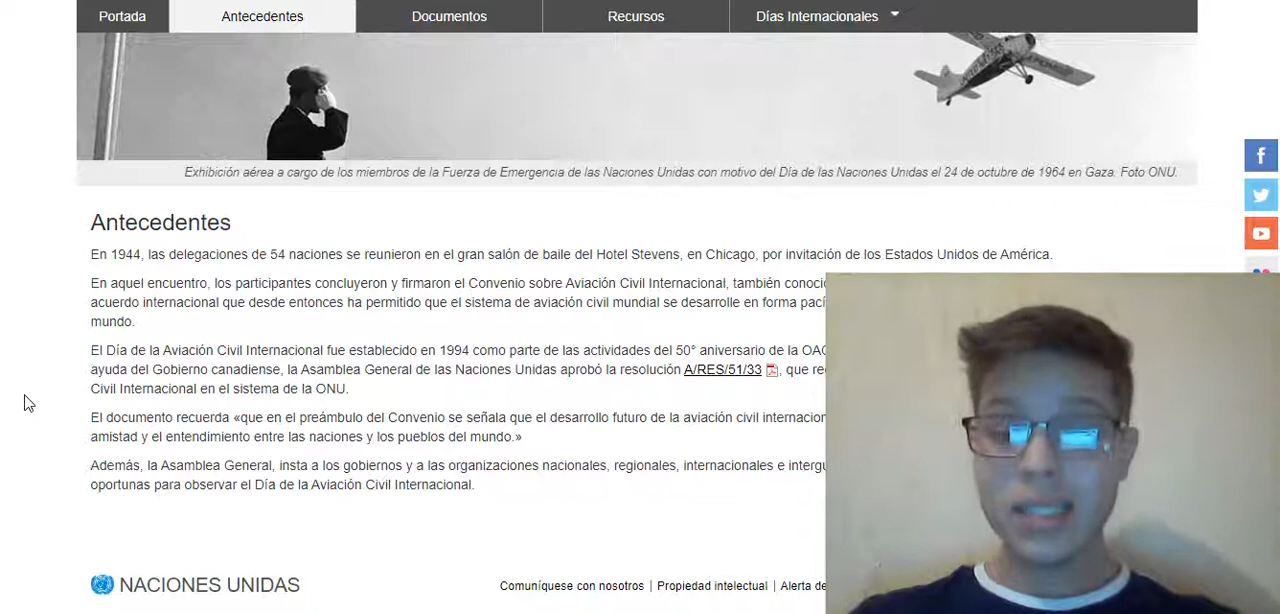 Portada Antecedentes Documentos Recursos Días Internacionales
Exhibición aérea a cargo de los miembros de la Fuerza de Emergencia de las Naciones Unidas con motivo del Día de las Naciones Unidas el 24 de octubre de 1964 en Gaza. Foto ONU.
Antecedentes
En 1944, las delegaciones de 54 naciones se reunieron en el gran salón de baile del Hotel Stevens, en Chicago, por invitación de los Estados Unidos de América.
En aquel encuentro, los participantes concluyeron y firmaron el Convenio sobre Aviación Civil Internacional, también
acuerdo internacional que desde entonces ha permitido que el sistema de aviación civil mundial se desarrolle en forma
mundo.
El Día de la Aviación Civil Internacional fue establecido en 1994 como parte de las actividades del 50° aniversario de la
ayuda del Gobierno canadiense, la Asamblea General de las Naciones Unidas aprobó la resolución A/RES/51/33, que
Civil Internacional en el sistema de la ONU.
El documento recuerda «que en el preámbulo del Convenio se señala que el desarrollo futuro de la aviación civil
amistad y el entendimiento entre las naciones y los pueblos del mundo.»
Además, la Asamblea General, insta a los gobiernos y a las organizaciones nacionales, regionales, internacionales e
oportunas para observar el Día de la Aviación Civil Internacional.
NACIONES UNIDAS
Comuníquese con nosotros | Propiedad intelectual | Alerta